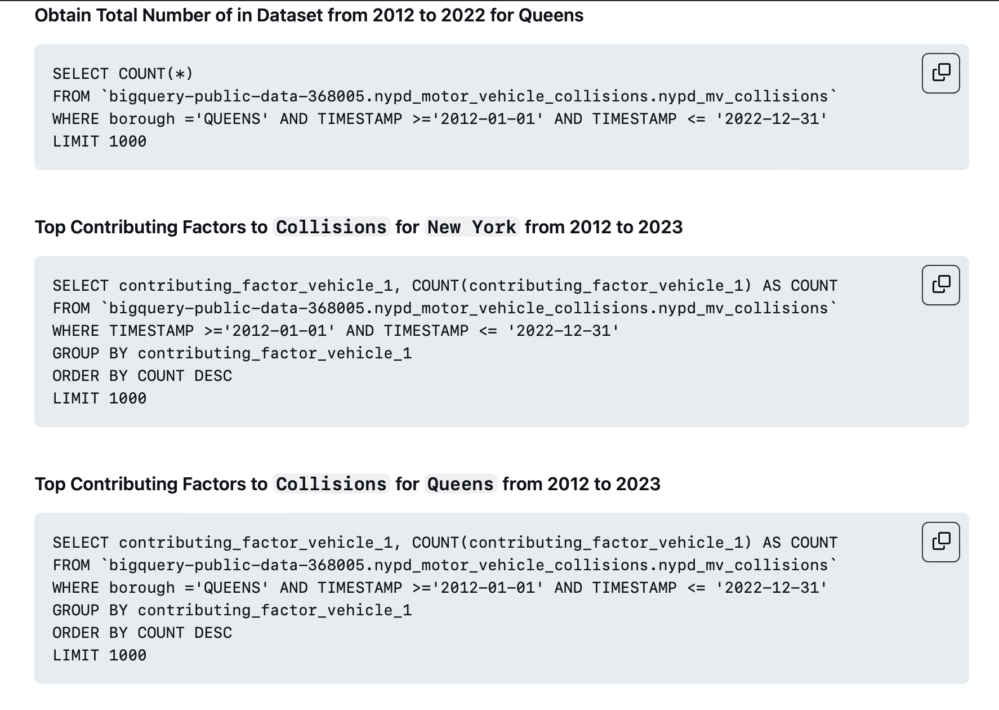 Obtain Total Number of in Dataset from 2012 to 2022 for Queens
SELECT COUNT(*)
FROM `bigquery-public-data-368005.nypd_motor_vehicle_collisions.nypd_mv_collisions`
WHERE borough ='QUEENS' AND TIMESTAMP >='2012-01-01' AND TIMESTAMP <= '2022-12-31'
LIMIT 1000
Top Contributing Factors to Collisions for New York from 2012 to 2023
SELECT contributing_factor_vehicle_1, COUNT(contributing_factor_vehicle_1) AS COUNT
FROM `bigquery-public-data-368005.nypd_motor_vehicle_collisions.nypd_mv_collisions`
WHERE TIMESTAMP >='2012-01-01' AND TIMESTAMP <= '2022-12-31'
GROUP BY contributing_factor_vehicle_1
ORDER BY COUNT DESC
LIMIT 1000
Top Contributing Factors to Collisions for Queens from 2012 to 2023
SELECT contributing_factor_vehicle_1, COUNT(contributing_factor_vehicle_1) AS COUNT
FROM `bigquery-public-data-368005.nypd_motor_vehicle_collisions.nypd_mv_collisions`
WHERE borough ='QUEENS' AND TIMESTAMP >='2012-01-01' AND TIMESTAMP <= '2022-12-31'
GROUP BY contributing_factor_vehicle_1
ORDER BY COUNT DESC
LIMIT 1000